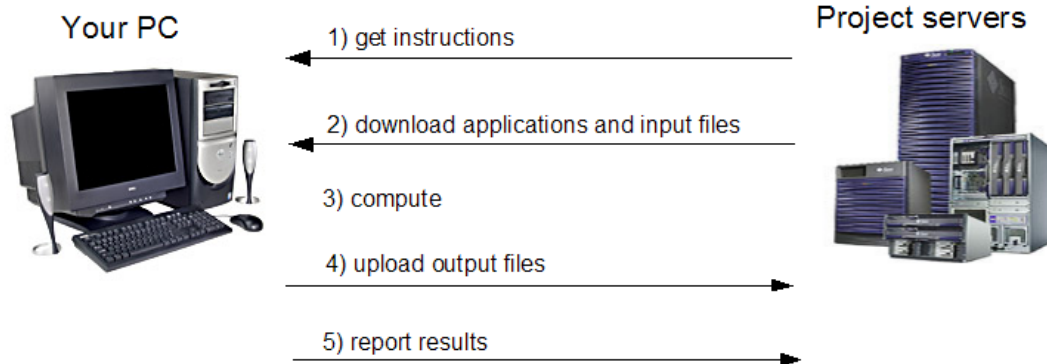 Your PC
Project servers
1) get instructions
2) download applications and input files
3) compute
4) upload output files
5) report results